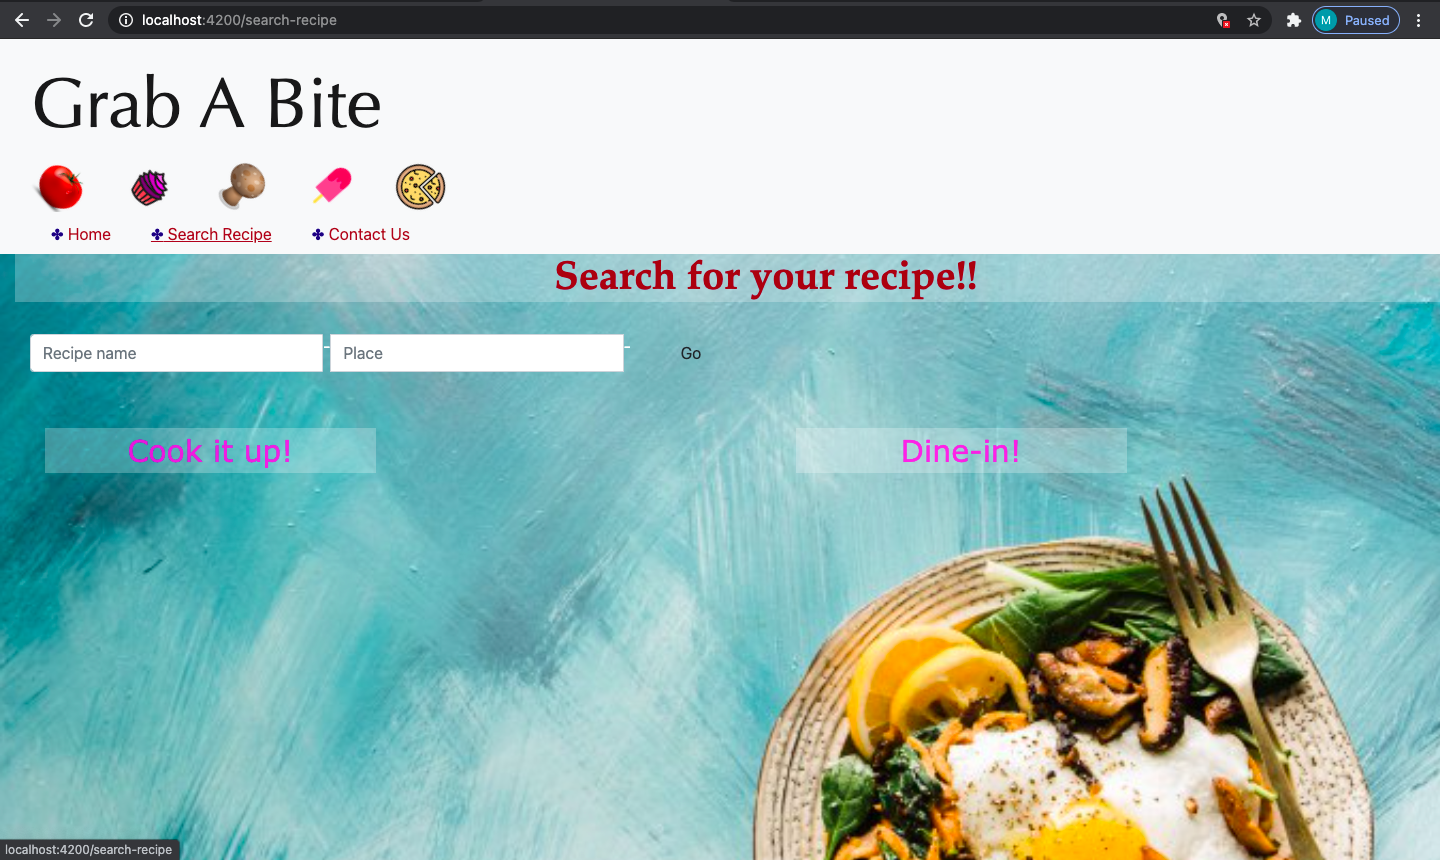 localhost:4200/search-recipe
M Paused
Grab A Bite
✤ Home ✤ Search Recipe ✤ Contact Us
Search for your recipe!!
Recipe name Place Go
Cook it up! Dine-in!
localhost:4200/search-recipe